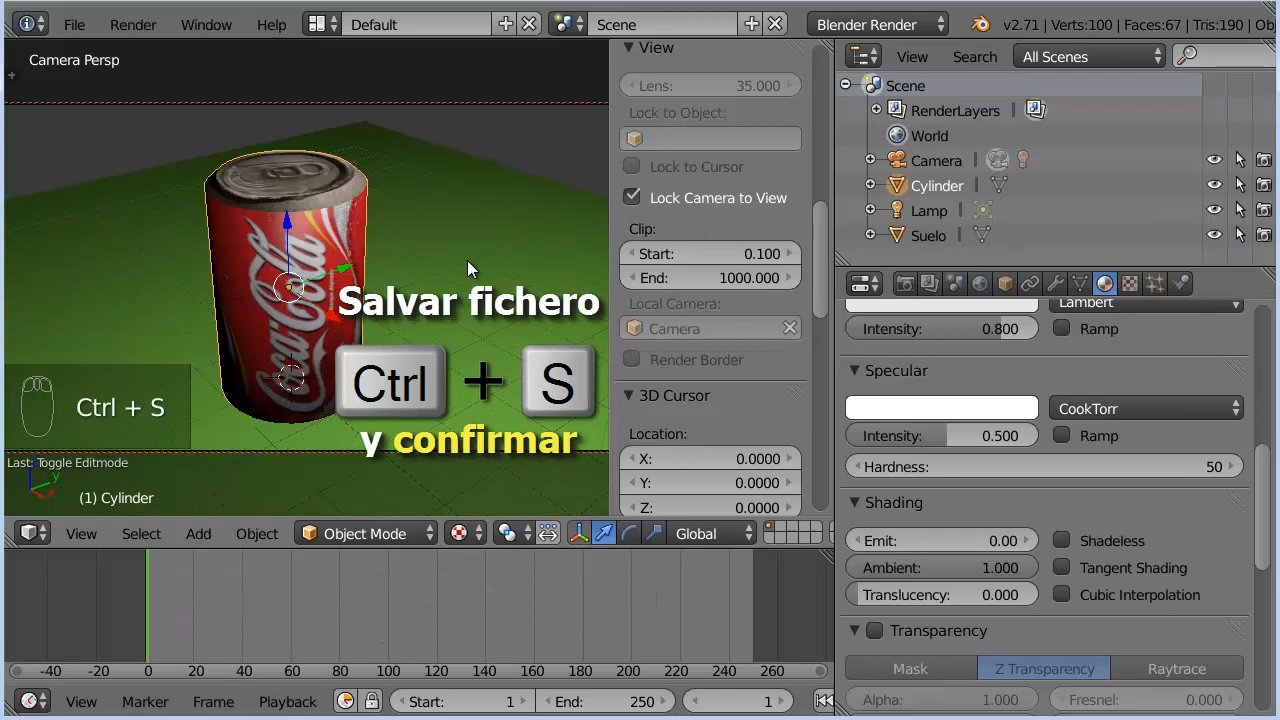 File Render Window Help Default Scene Blender Render v2.71 | Verts:100 | Faces:67 | Tris:190 | Ob
Camera Persp
Coca-Cola
Salvar fichero
Ctrl + S
y confirmar
Ctrl + S
Last: Toggle Editmode
z y x
(1) Cylinder
View
Lens: 35.000
Lock to Object:
Lock to Cursor
Lock Camera to View
Clip:
Start: 0.100
End: 1000.000
Local Camera:
Camera
Render Border
3D Cursor
Location:
X: 0.0000
Y: 0.0000
Z: 0.0000
View Select Add Object Object Mode Global
-40 -20 0 20 40 60 80 100 120 140 160 180 200 220 240 260
View Marker Frame Playback Start: 1 End: 250 1
View Search All Scenes
Scene
RenderLayers
World
Camera
Cylinder
Lamp
Suelo
Lambert
Intensity: 0.800 Ramp
Specular
CookTorr
Intensity: 0.500 Ramp
Hardness: 50
Shading
Emit: 0.00 Shadeless
Ambient: 1.000 Tangent Shading
Translucency: 0.000 Cubic Interpolation
Transparency
Mask Z Transparency Raytrace
Alpha: 1.000 Fresnel: 0.000